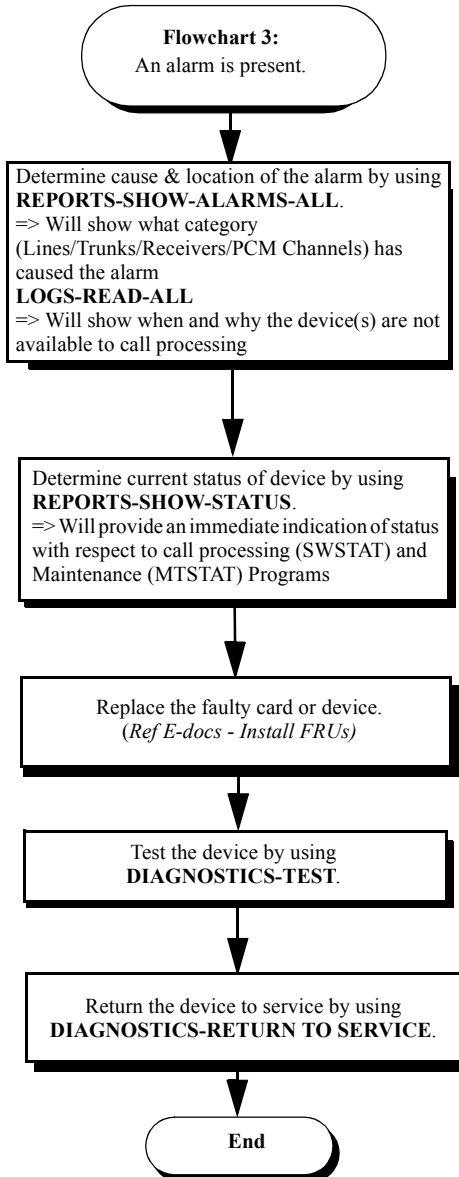 Flowchart 3:
An alarm is present.
Determine cause & location of the alarm by using
REPORTS-SHOW-ALARMS-ALL.
=> Will show what category
(Lines/Trunks/Receivers/PCM Channels) has
caused the alarm
LOGS-READ-ALL
=> Will show when and why the device(s) are not
available to call processing
Determine current status of device by using
REPORTS-SHOW-STATUS.
=> Will provide an immediate indication of status
with respect to call processing (SWSTAT) and
Maintenance (MTSTAT) Programs
Replace the faulty card or device.
(Ref E-docs - Install FRUs)
Test the device by using
DIAGNOSTICS-TEST.
Return the device to service by using
DIAGNOSTICS-RETURN TO SERVICE.
End